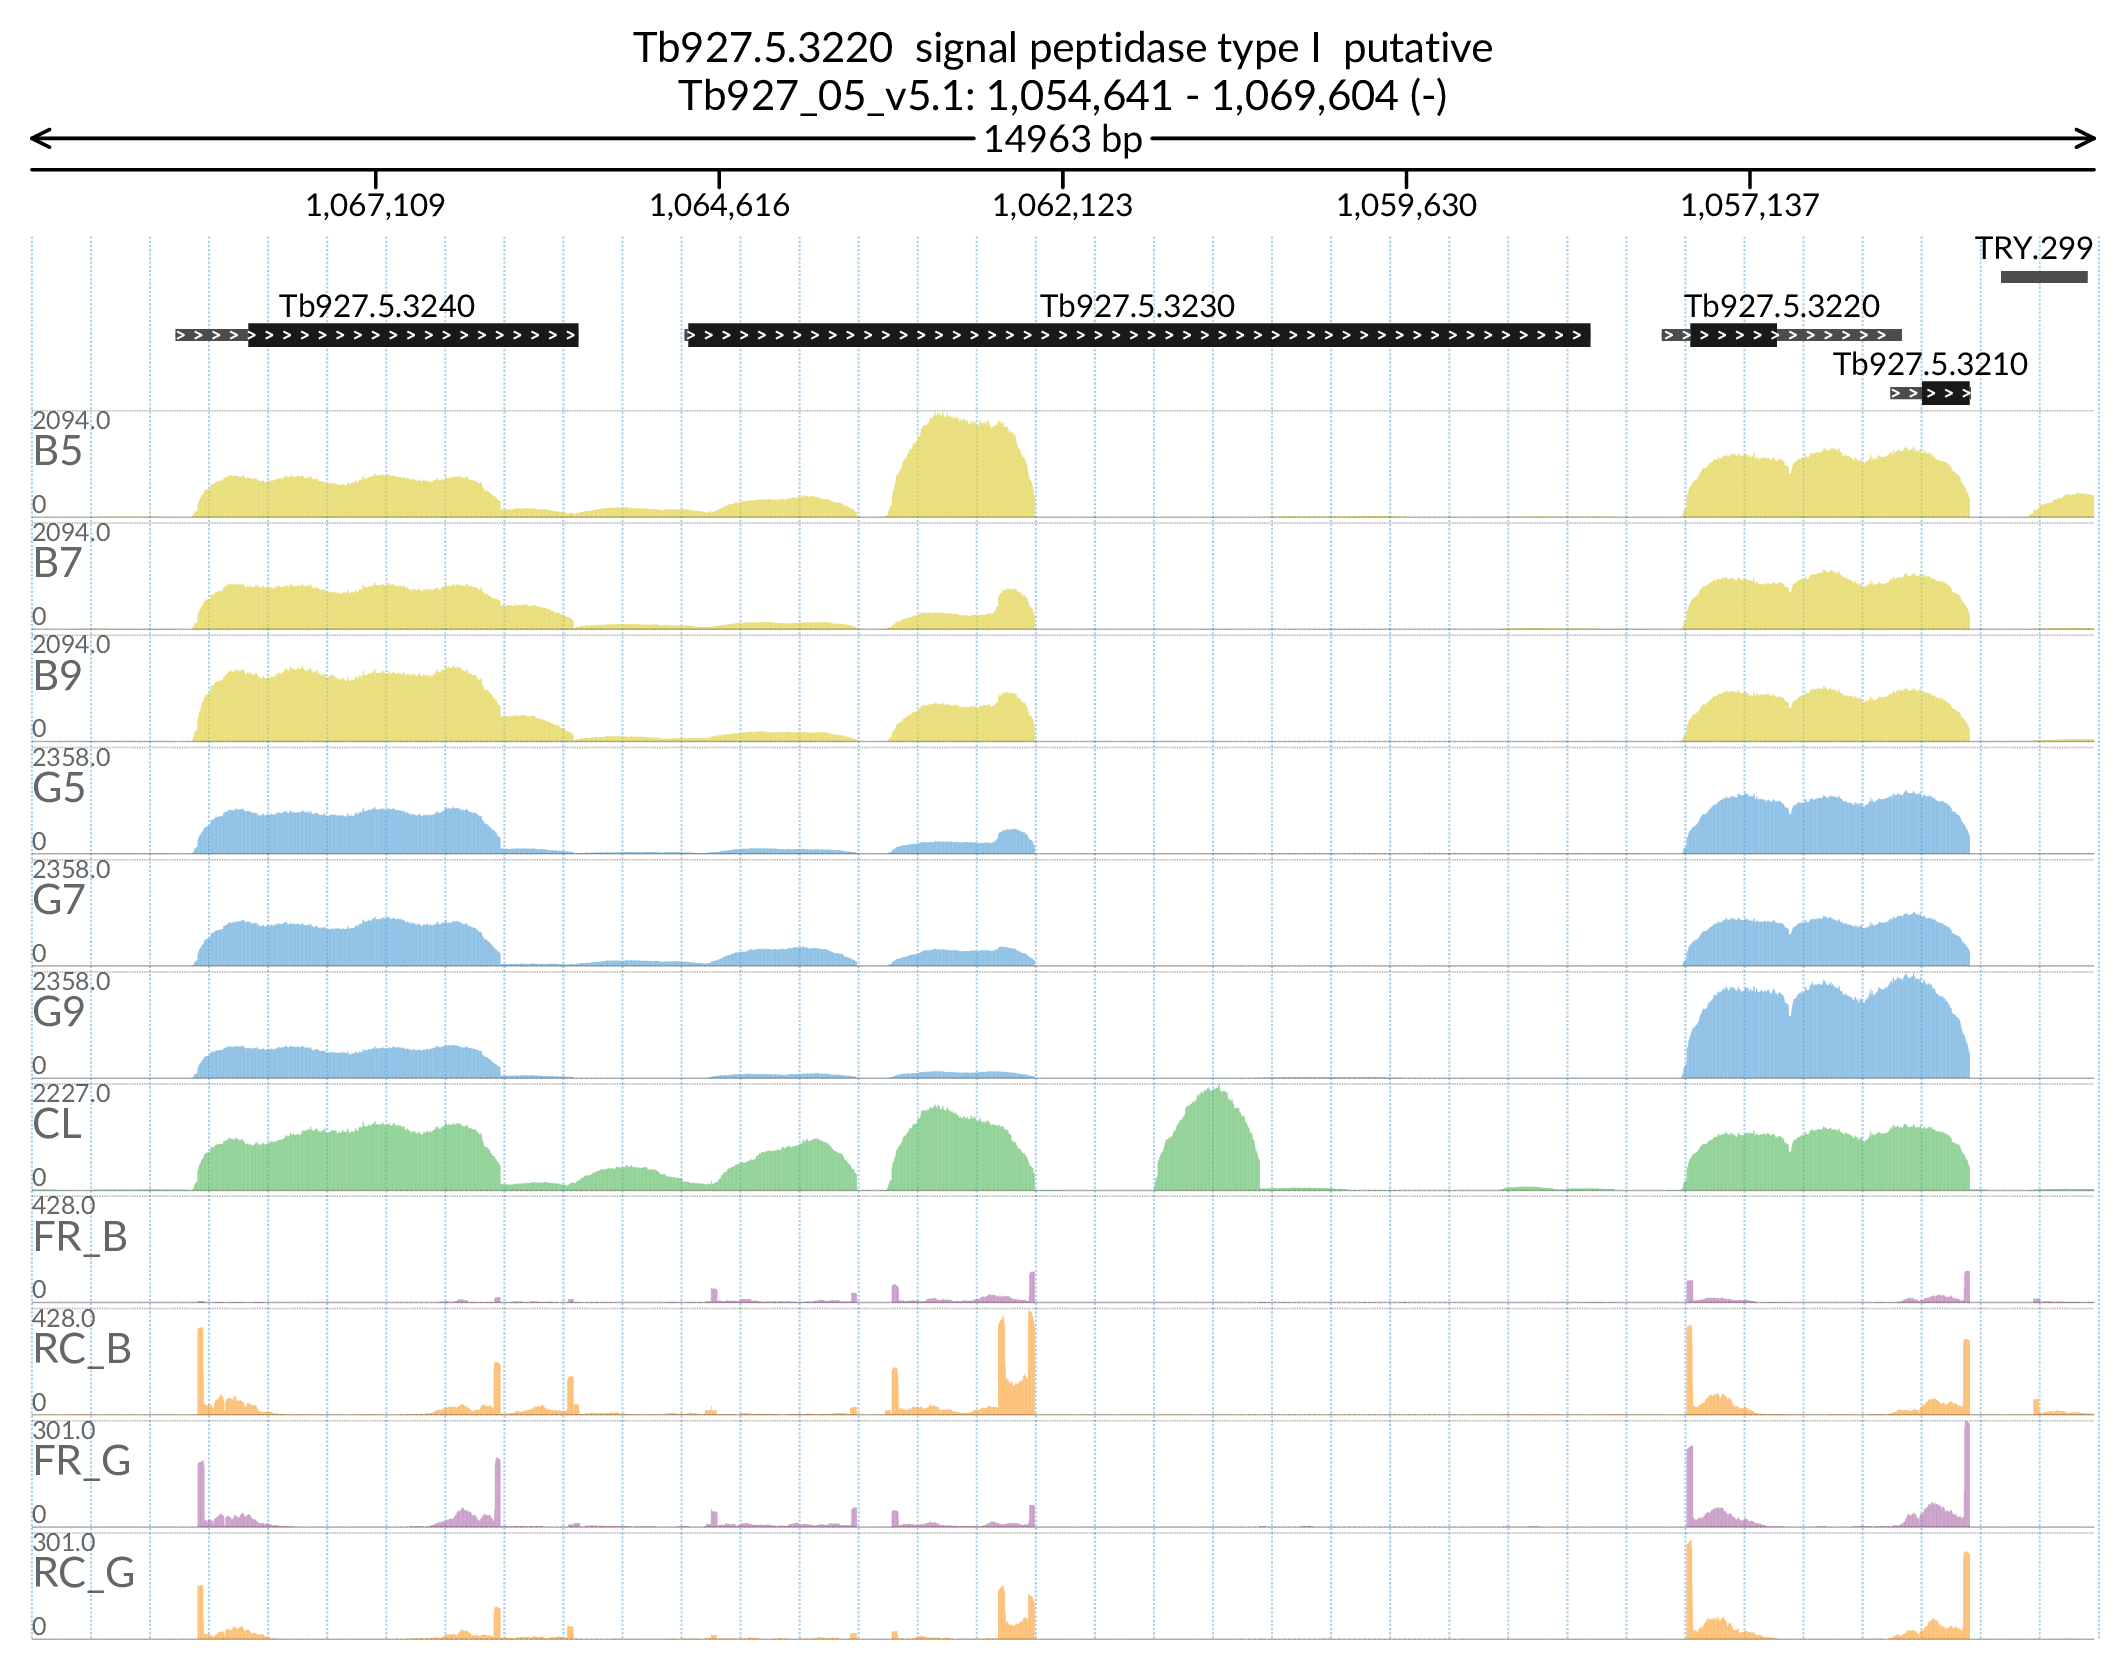 Tb927.5.3220  signal peptidase type I  putative
Tb927_05_v5.1: 1,054,641 - 1,069,604 (-)
14963 bp
1,067,109 1,064,616 1,062,123 1,059,630 1,057,137
TRY.299
Tb927.5.3240 Tb927.5.3230 Tb927.5.3220
Tb927.5.3210
2094.0
B5
0
2094.0
B7
0
2094.0
B9
0
2358.0
G5
0
2358.0
G7
0
2358.0
G9
0
2227.0
CL
0
428.0
FR_B
0
428.0
RC_B
0
301.0
FR_G
0
301.0
RC_G
0